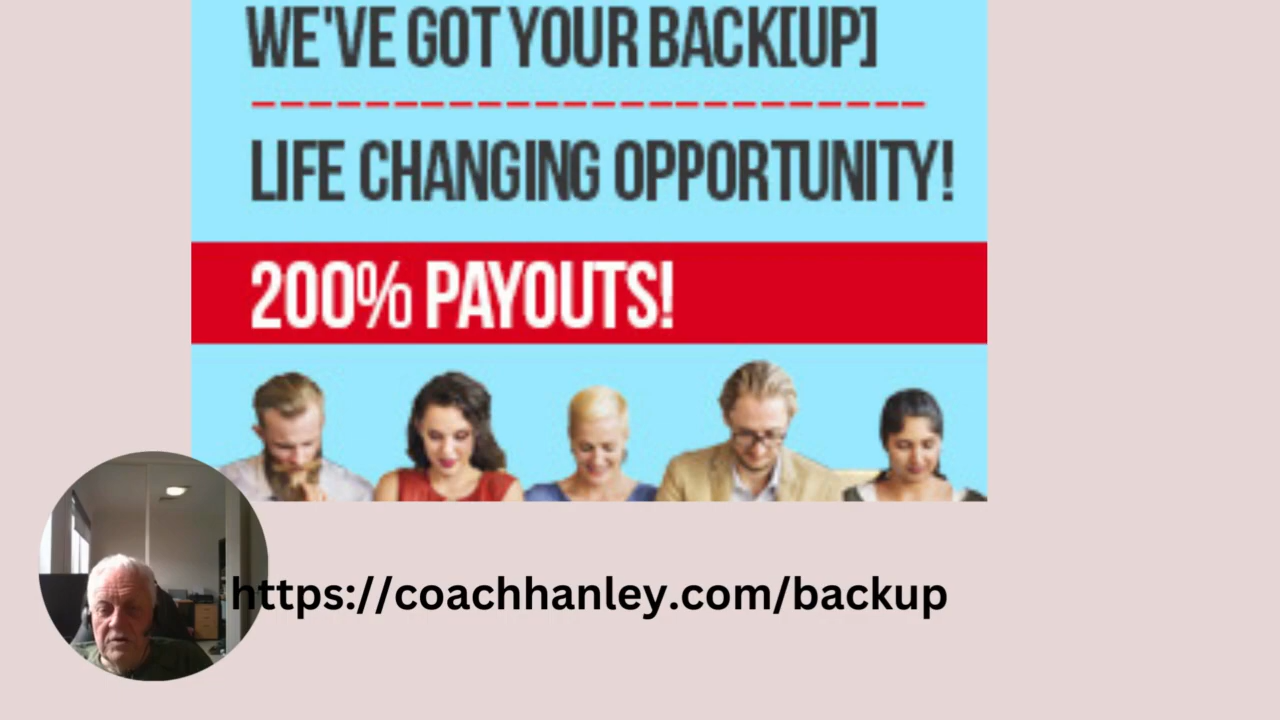 WE'VE GOT YOUR BACK[UP]
LIFE CHANGING OPPORTUNITY!
200% PAYOUTS!
https://coachhanley.com/backup